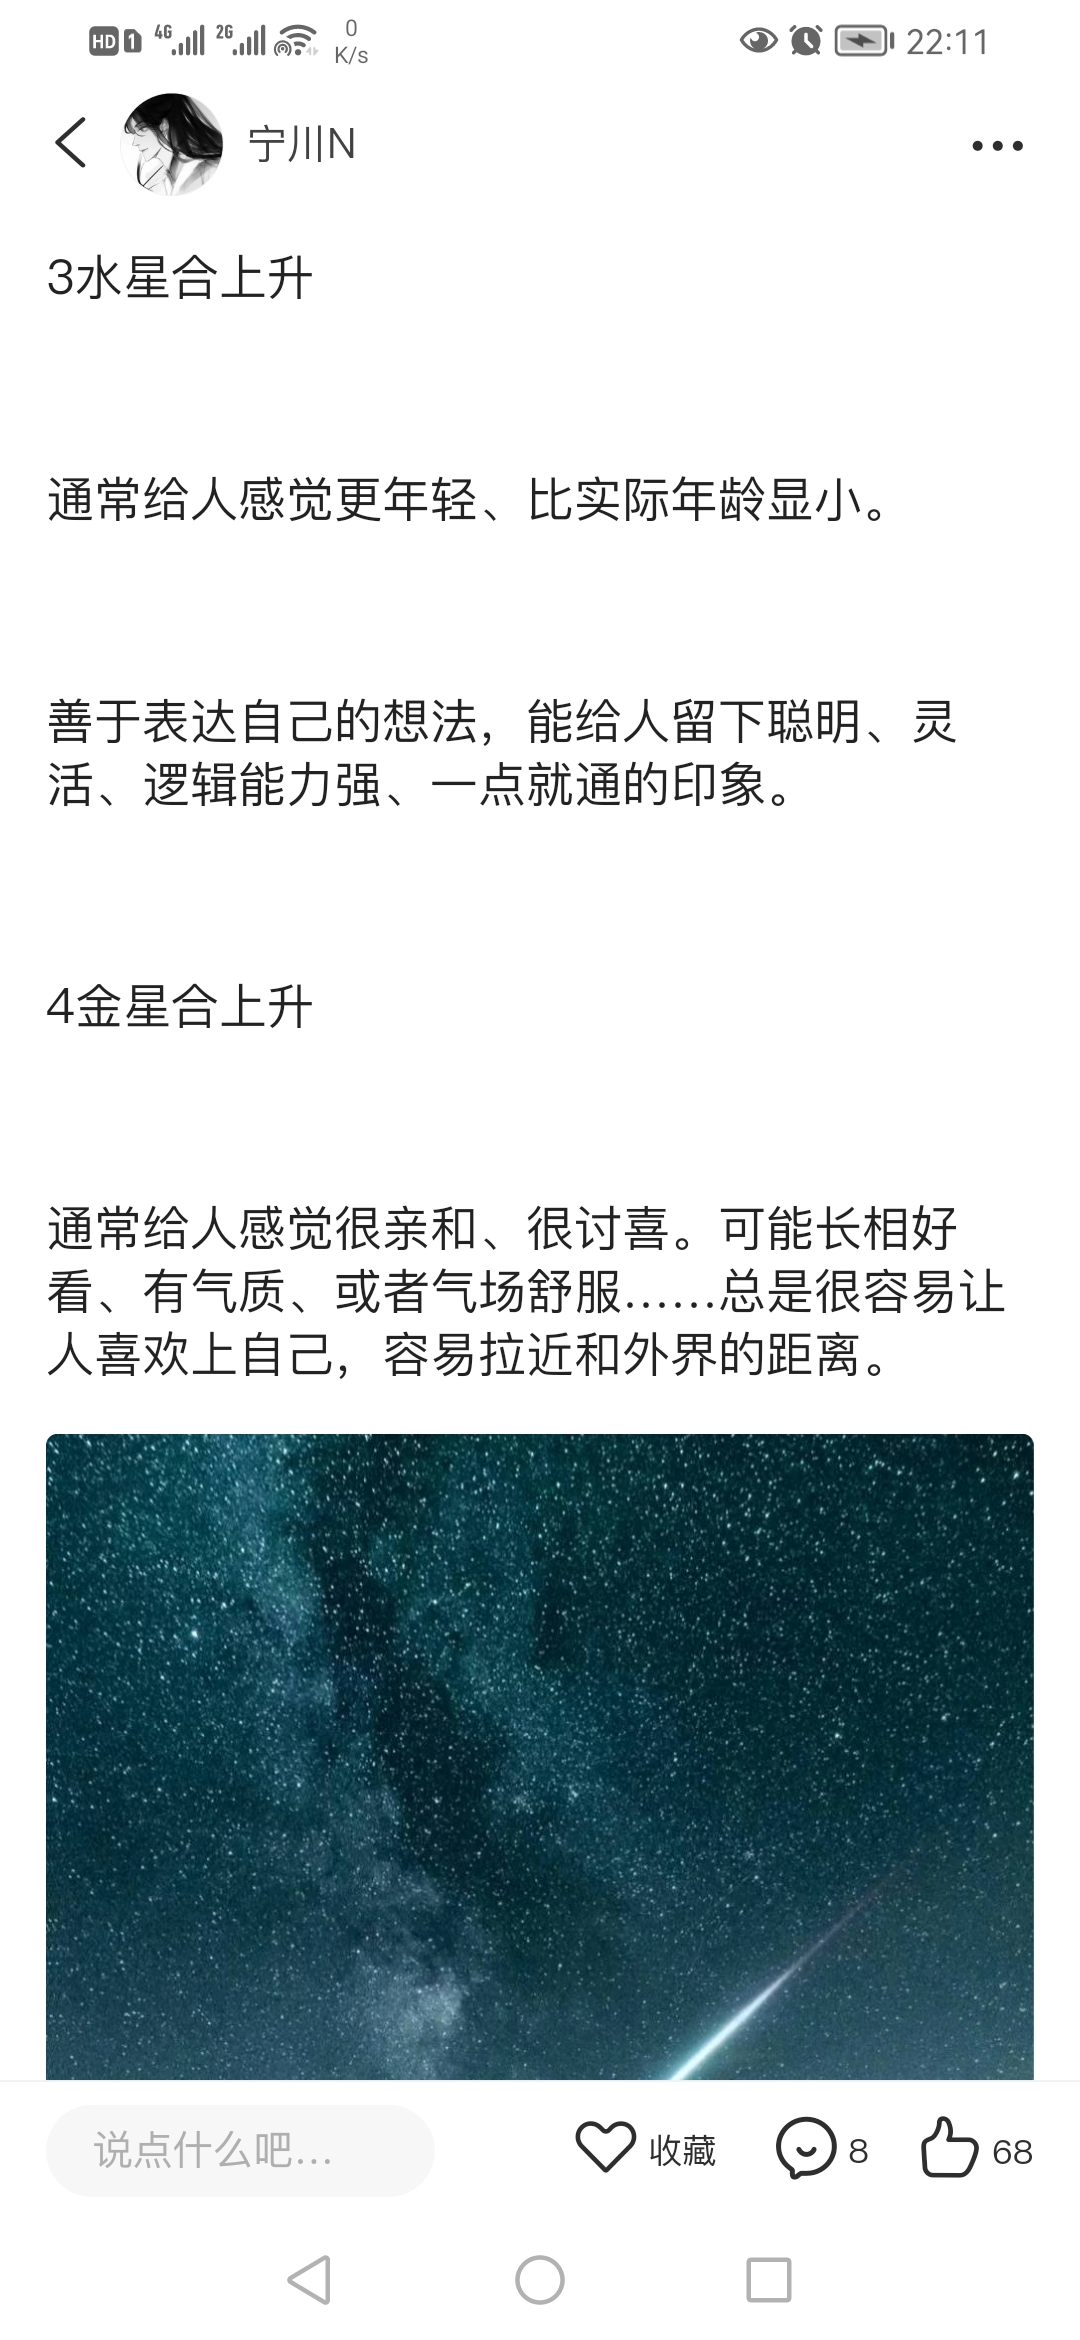 HD 1 4G 2G 0 K/s 22:11
宁川N
3水星合上升
通常给人感觉更年轻、比实际年龄显小。
善于表达自己的想法，能给人留下聪明、灵
活、逻辑能力强、一点就通的印象。
4金星合上升
通常给人感觉很亲和、很讨喜。可能长相好
看、有气质、或者气场舒服……总是很容易让
人喜欢上自己，容易拉近和外界的距离。
说点什么吧... 收藏 8 68